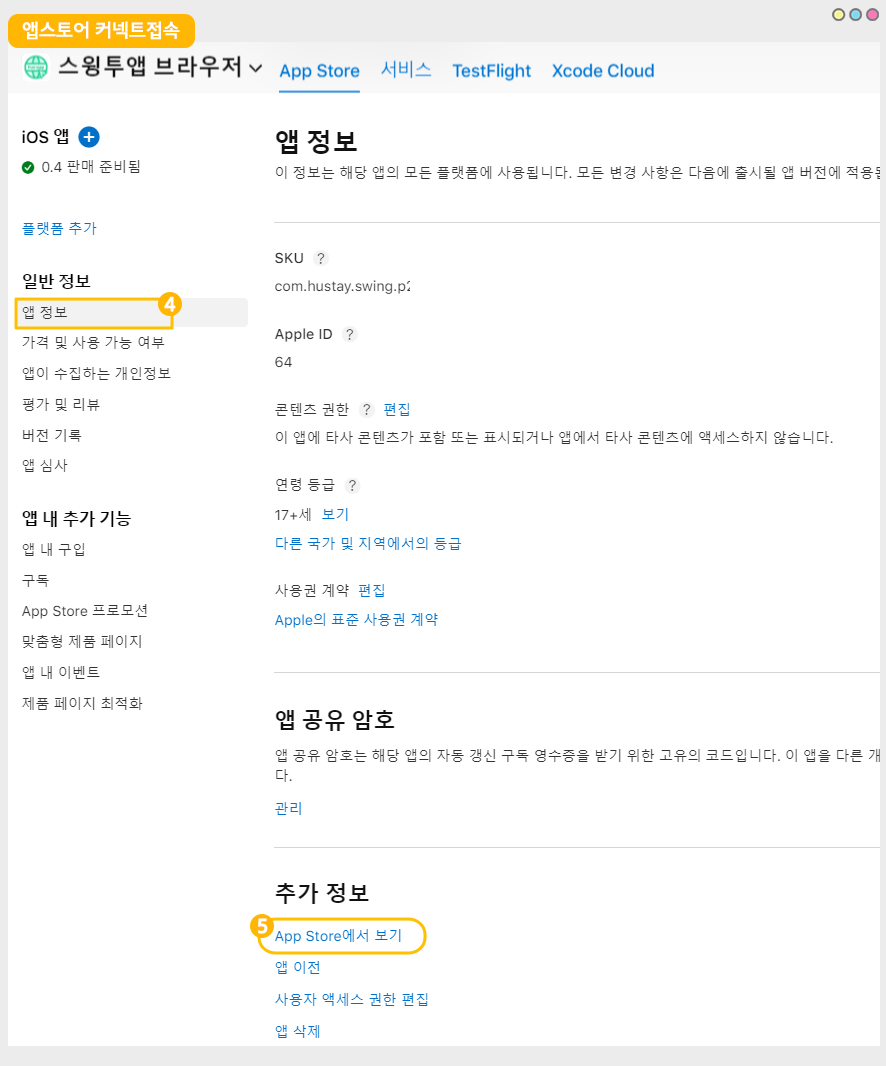 앱스토어 커넥트접속
스윙투앱 브라우저
App Store 서비스 TestFlight Xcode Cloud
iOS 앱
0.4 판매 준비됨
플랫폼 추가
일반 정보
앱 정보
4
가격 및 사용 가능 여부
앱이 수집하는 개인정보
평가 및 리뷰
버전 기록
앱 심사
앱 내 추가 기능
앱 내 구입
구독
App Store 프로모션
맞춤형 제품 페이지
앱 내 이벤트
제품 페이지 최적화
앱 정보
이 정보는 해당 앱의 모든 플랫폼에 사용됩니다. 모든 변경 사항은 다음에 출시될 앱 버전에
SKU ?
com.hustay.swing.p2
Apple ID ?
64
콘텐츠 권한 ? 편집
이 앱에 타사 콘텐츠가 포함 또는 표시되거나 앱에서 타사 콘텐츠에 액세스하지 않습니다.
연령 등급 ?
17+세 보기
다른 국가 및 지역에서의 등급
사용권 계약 편집
Apple의 표준 사용권 계약
앱 공유 암호
앱 공유 암호는 해당 앱의 자동 갱신 구독 영수증을 받기 위한 고유의 코드입니다. 이 앱을 다른 개
다.
관리
추가 정보
5
App Store에서 보기
앱 이전
사용자 액세스 권한 편집
앱 삭제